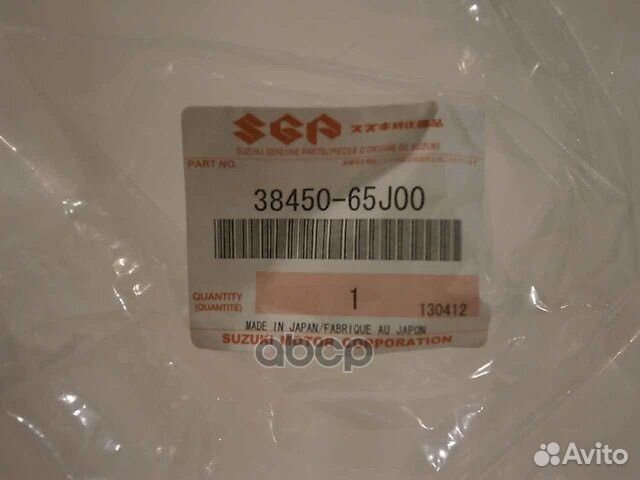 SGP スズキ純正部品
SUZUKI GENUINE PARTS/PIECES D'ORIGINE DE SUZUKI
PART NO.
38450-65J00
QUANTITY 1
(QUANTITE) 130412
MADE IN JAPAN/FABRIQUE AU JAPON
SUZUKI MOTOR CORPORATION
abcp
Avito